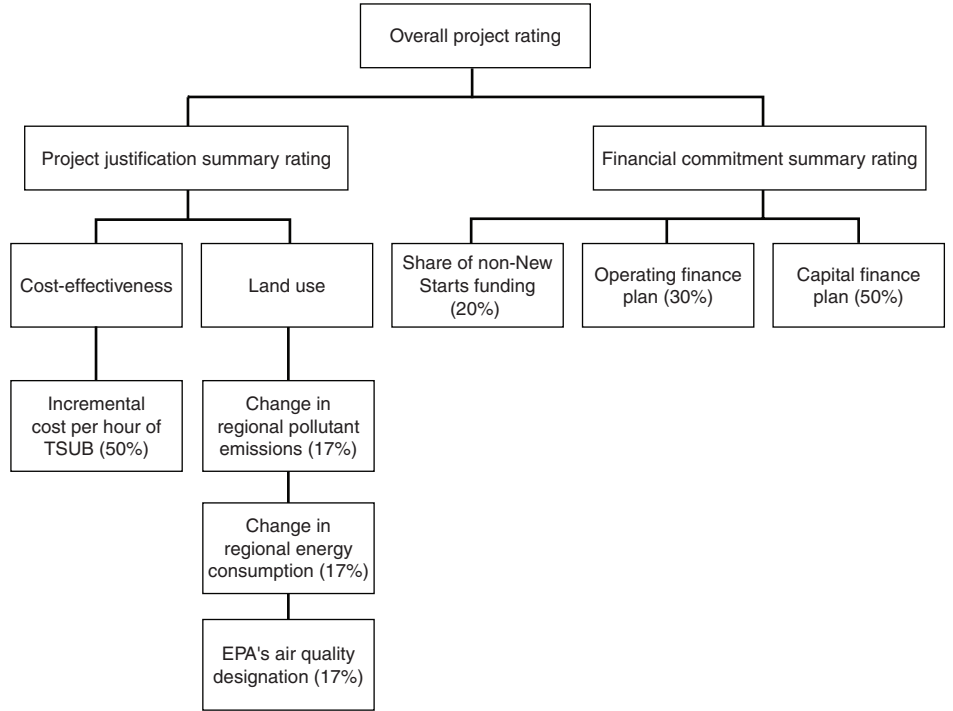 Overall project rating
Project justification summary rating
Financial commitment summary rating
Cost-effectiveness
Land use
Share of non-New
Starts funding
(20%)
Operating finance
plan (30%)
Capital finance
plan (50%)
Incremental
cost per hour of
TSUB (50%)
Change in
regional pollutant
emissions (17%)
Change in
regional energy
consumption (17%)
EPA's air quality
designation (17%)